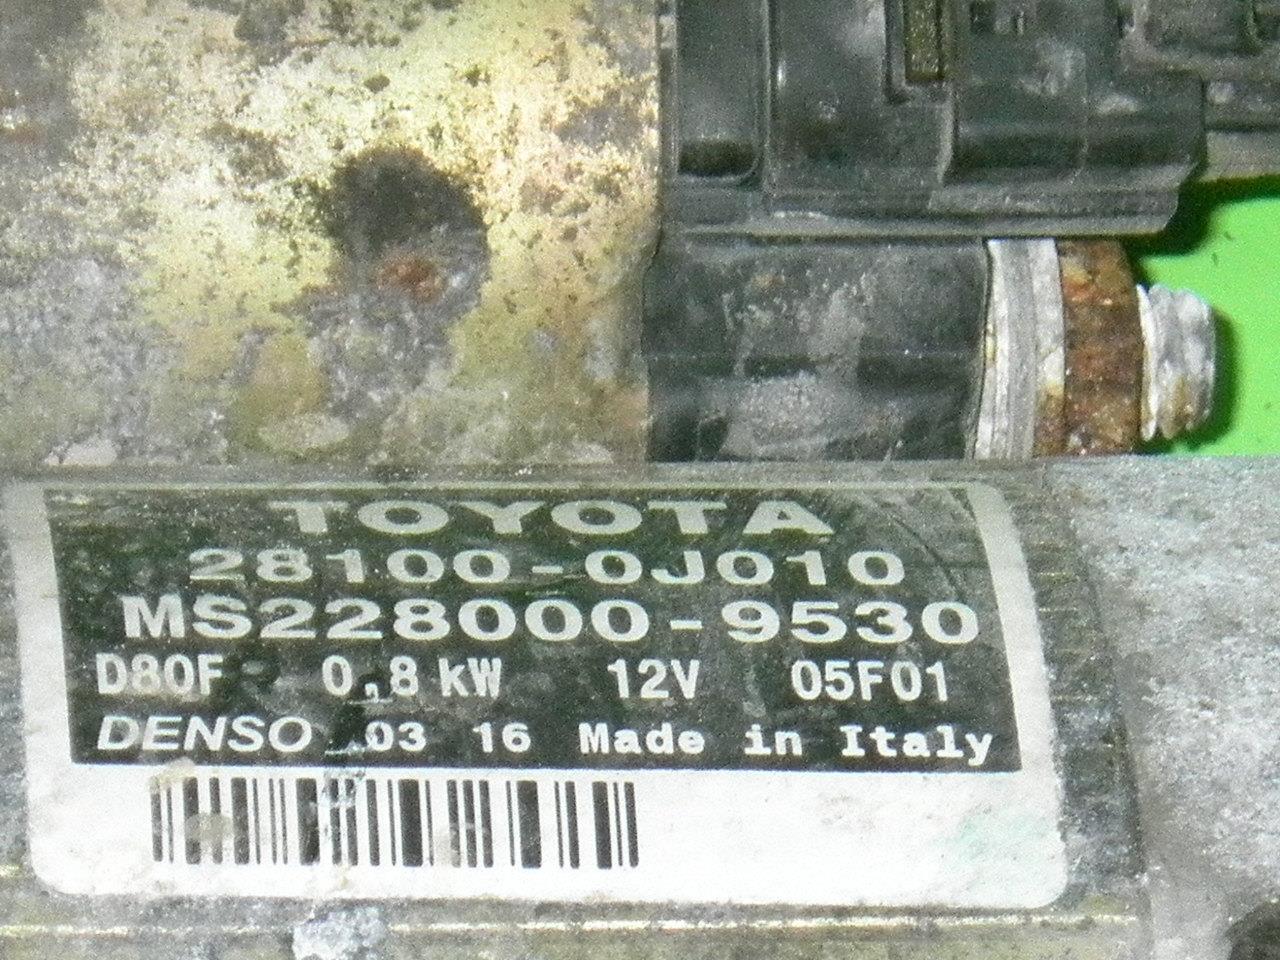 TOYOTA
28100-0J010
MS228000-9530
D80F 0.8 kW 12V 05F01
DENSO 03 16 Made in Italy